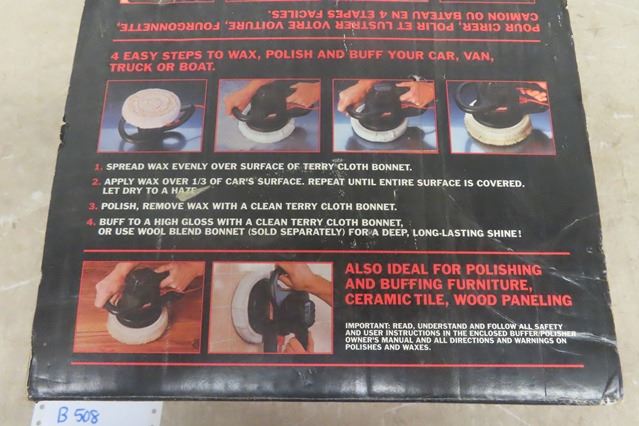 POUR CIRER, POLIR ET LUSTRER VOTRE VOITURE, FOURGONNETTE,
CAMION OU BATEAU EN 4 ETAPES FACILES.
4 EASY STEPS TO WAX, POLISH AND BUFF YOUR CAR, VAN,
TRUCK OR BOAT.
1. SPREAD WAX EVENLY OVER SURFACE OF TERRY CLOTH BONNET.
2. APPLY WAX OVER 1/3 OF CAR'S SURFACE. REPEAT UNTIL ENTIRE SURFACE IS COVERED.
LET DRY TO A HAZE
3. POLISH, REMOVE WAX WITH A CLEAN TERRY CLOTH BONNET.
4. BUFF TO A HIGH GLOSS WITH A CLEAN TERRY CLOTH BONNET,
OR USE WOOL BLEND BONNET (SOLD SEPARATELY) FOR A DEEP, LONG-LASTING SHINE!
ALSO IDEAL FOR POLISHING
AND BUFFING FURNITURE,
CERAMIC TILE, WOOD PANELING
IMPORTANT: READ, UNDERSTAND AND FOLLOW ALL SAFETY
AND USER INSTRUCTIONS IN THE ENCLOSED BUFFER/POLISHER
OWNER'S MANUAL AND ALL DIRECTIONS AND WARNINGS ON
POLISHES AND WAXES.
B 508